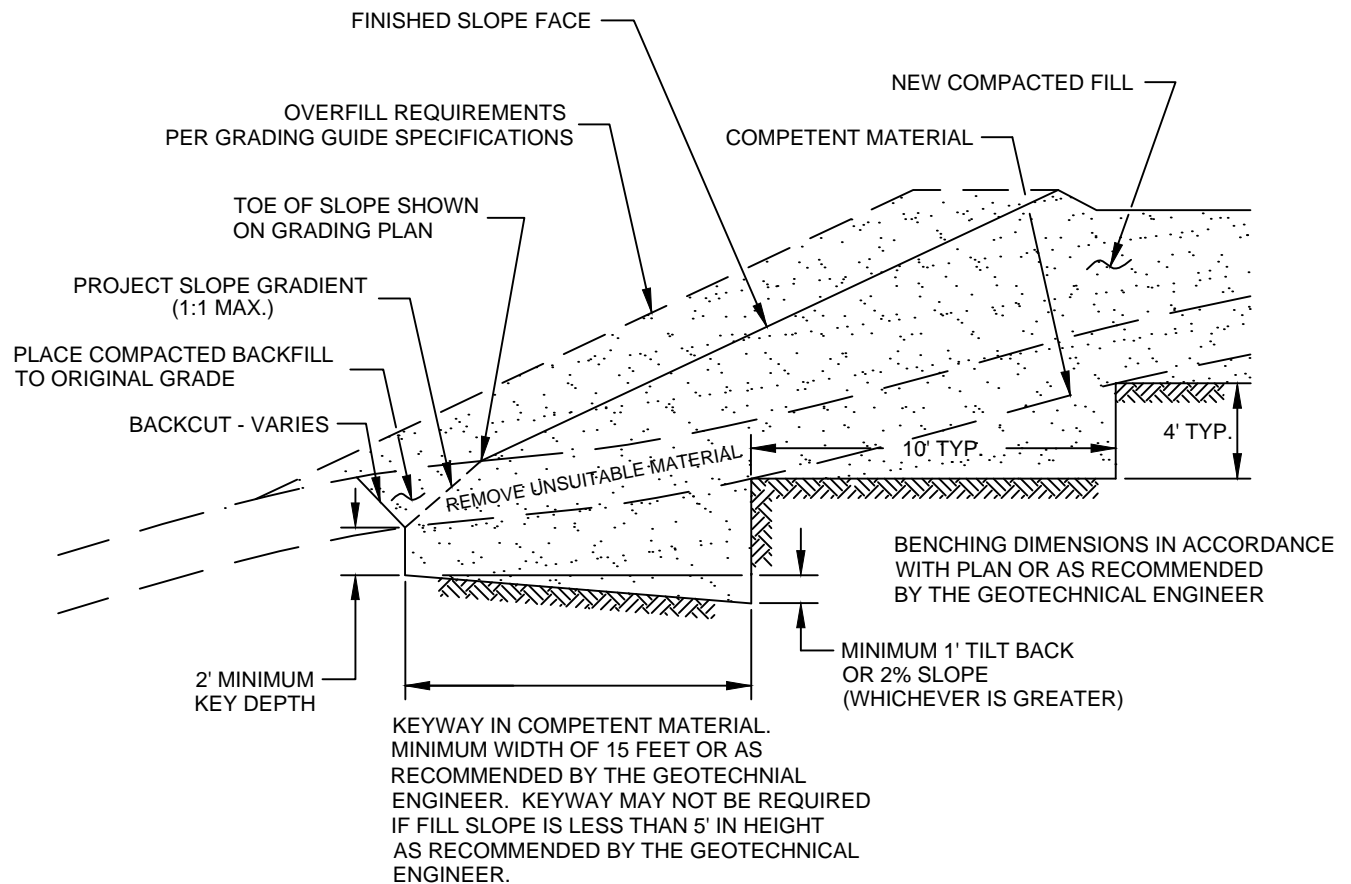 FINISHED SLOPE FACE
NEW COMPACTED FILL
OVERFILL REQUIREMENTS
PER GRADING GUIDE SPECIFICATIONS
COMPETENT MATERIAL
TOE OF SLOPE SHOWN
ON GRADING PLAN
PROJECT SLOPE GRADIENT
(1:1 MAX.)
PLACE COMPACTED BACKFILL
TO ORIGINAL GRADE
BACKCUT - VARIES
4' TYP.
10' TYP.
REMOVE UNSUITABLE MATERIAL
BENCHING DIMENSIONS IN ACCORDANCE
WITH PLAN OR AS RECOMMENDED
BY THE GEOTECHNICAL ENGINEER
MINIMUM 1' TILT BACK
OR 2% SLOPE
(WHICHEVER IS GREATER)
2' MINIMUM
KEY DEPTH
KEYWAY IN COMPETENT MATERIAL.
MINIMUM WIDTH OF 15 FEET OR AS
RECOMMENDED BY THE GEOTECHNIAL
ENGINEER.  KEYWAY MAY NOT BE REQUIRED
IF FILL SLOPE IS LESS THAN 5' IN HEIGHT
AS RECOMMENDED BY THE GEOTECHNICAL
ENGINEER.